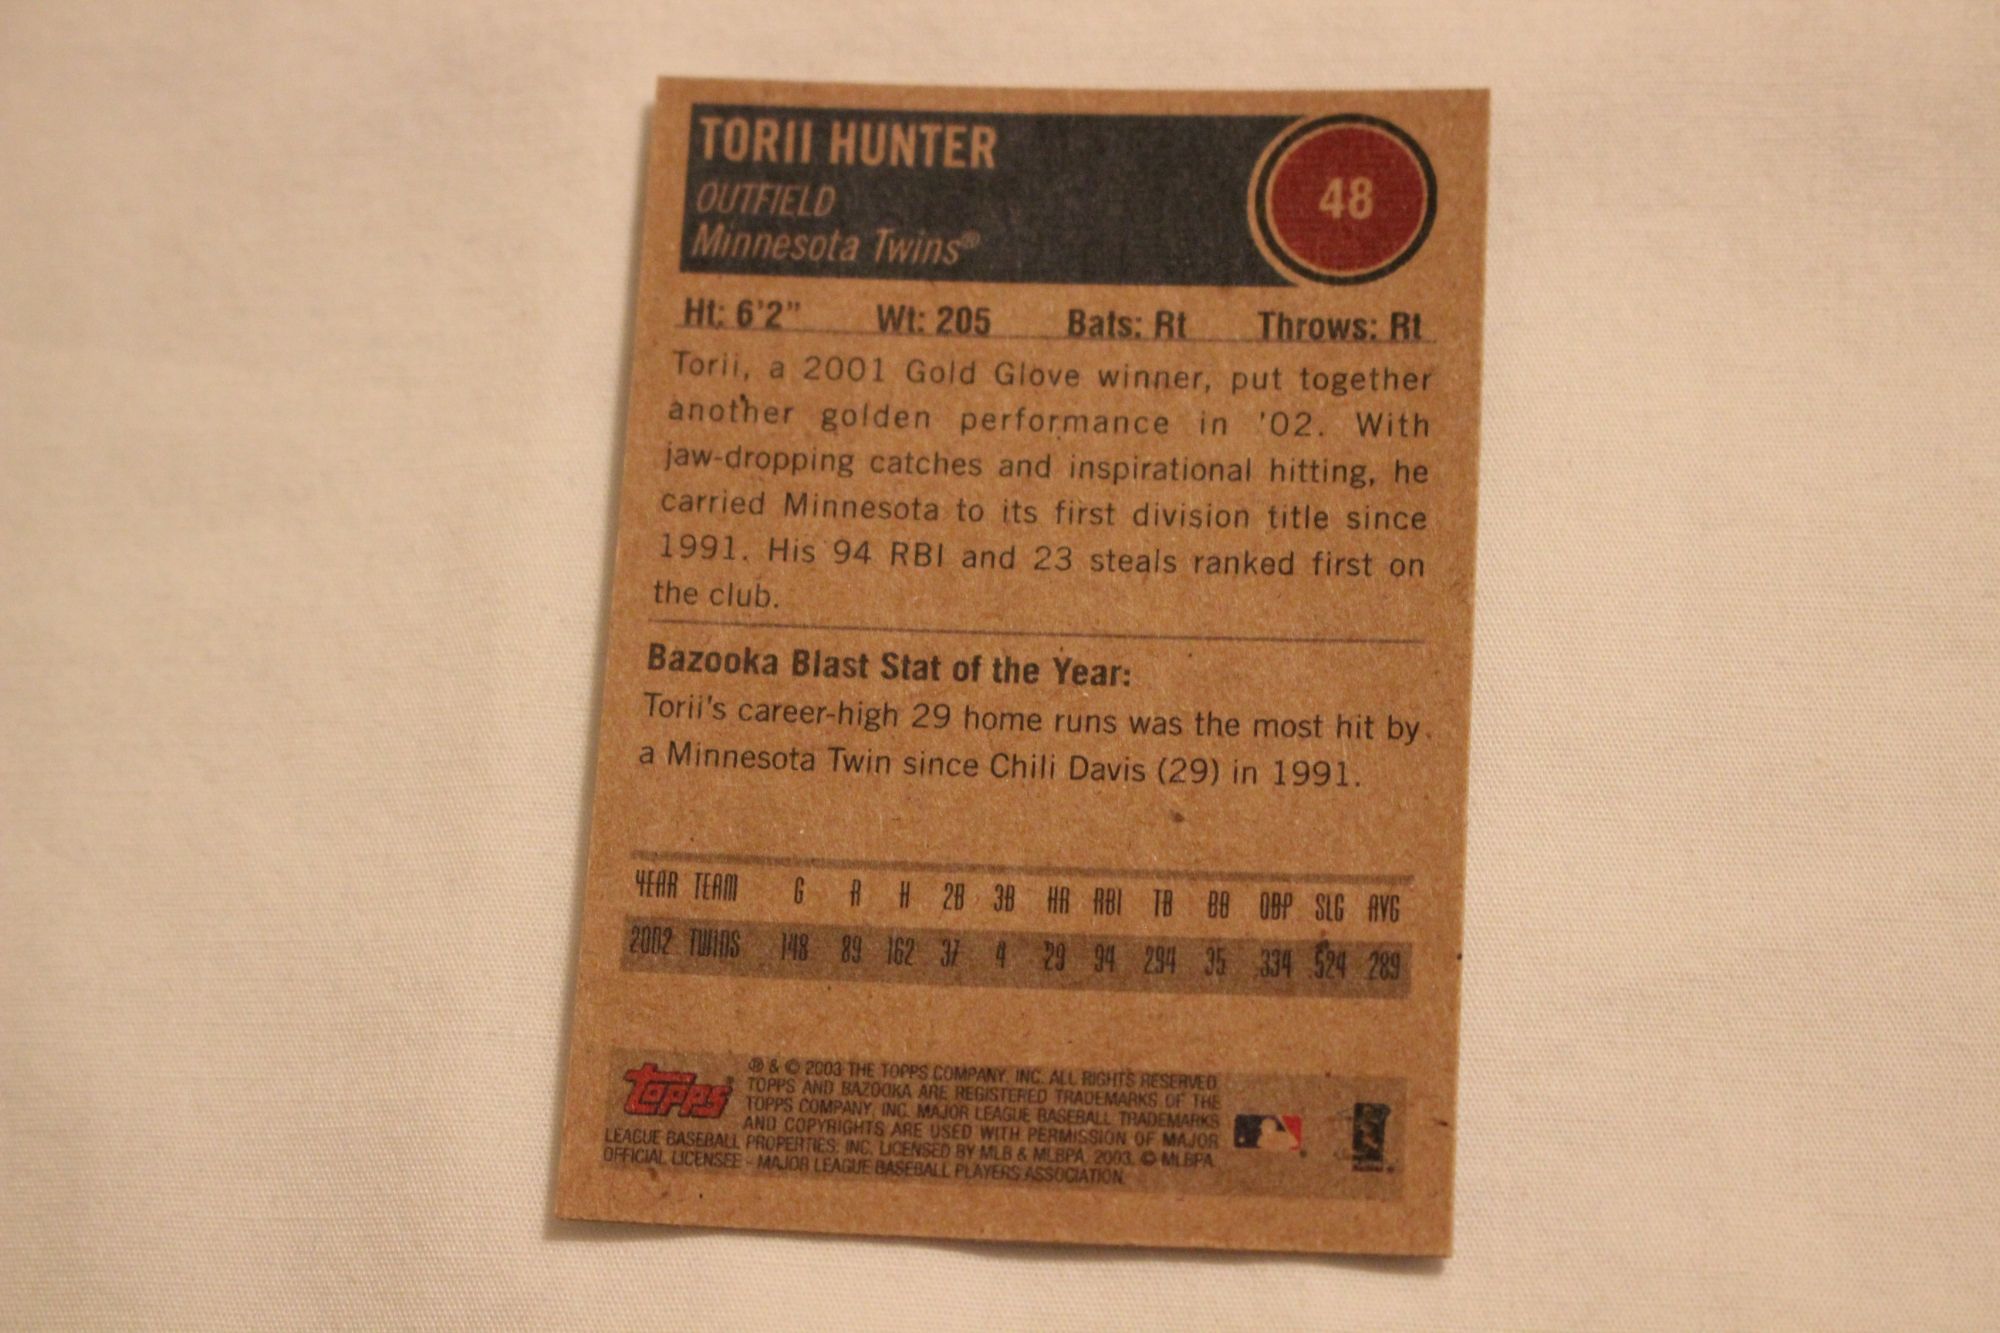 TORII HUNTER
48
OUTFIELD
Minnesota Twins®
Ht: 6'2" Wt: 205 Bats: Rt Throws: Rt
Torii, a 2001 Gold Glove winner, put together
another golden performance in '02. With
jaw-dropping catches and inspirational hitting, he
carried Minnesota to its first division title since
1991. His 94 RBI and 23 steals ranked first on
the club.
Bazooka Blast Stat of the Year:
Torii's career-high 29 home runs was the most hit by
a Minnesota Twin since Chili Davis (29) in 1991.
YEAR TEAM G R H 2B 3B HR RBI TB BB OBP SLG AVG
2002 TWINS 148 89 162 37 4 29 94 294 35 .334 .524 .289
topps
® & © 2003 THE TOPPS COMPANY, INC. ALL RIGHTS RESERVED.
TOPPS AND BAZOOKA ARE REGISTERED TRADEMARKS OF THE
TOPPS COMPANY, INC. MAJOR LEAGUE BASEBALL TRADEMARKS
AND COPYRIGHTS ARE USED WITH PERMISSION OF MAJOR
LEAGUE BASEBALL PROPERTIES, INC. LICENSED BY MLB & MLBPA, 2003. © MLBPA
OFFICIAL LICENSEE - MAJOR LEAGUE BASEBALL PLAYERS ASSOCIATION